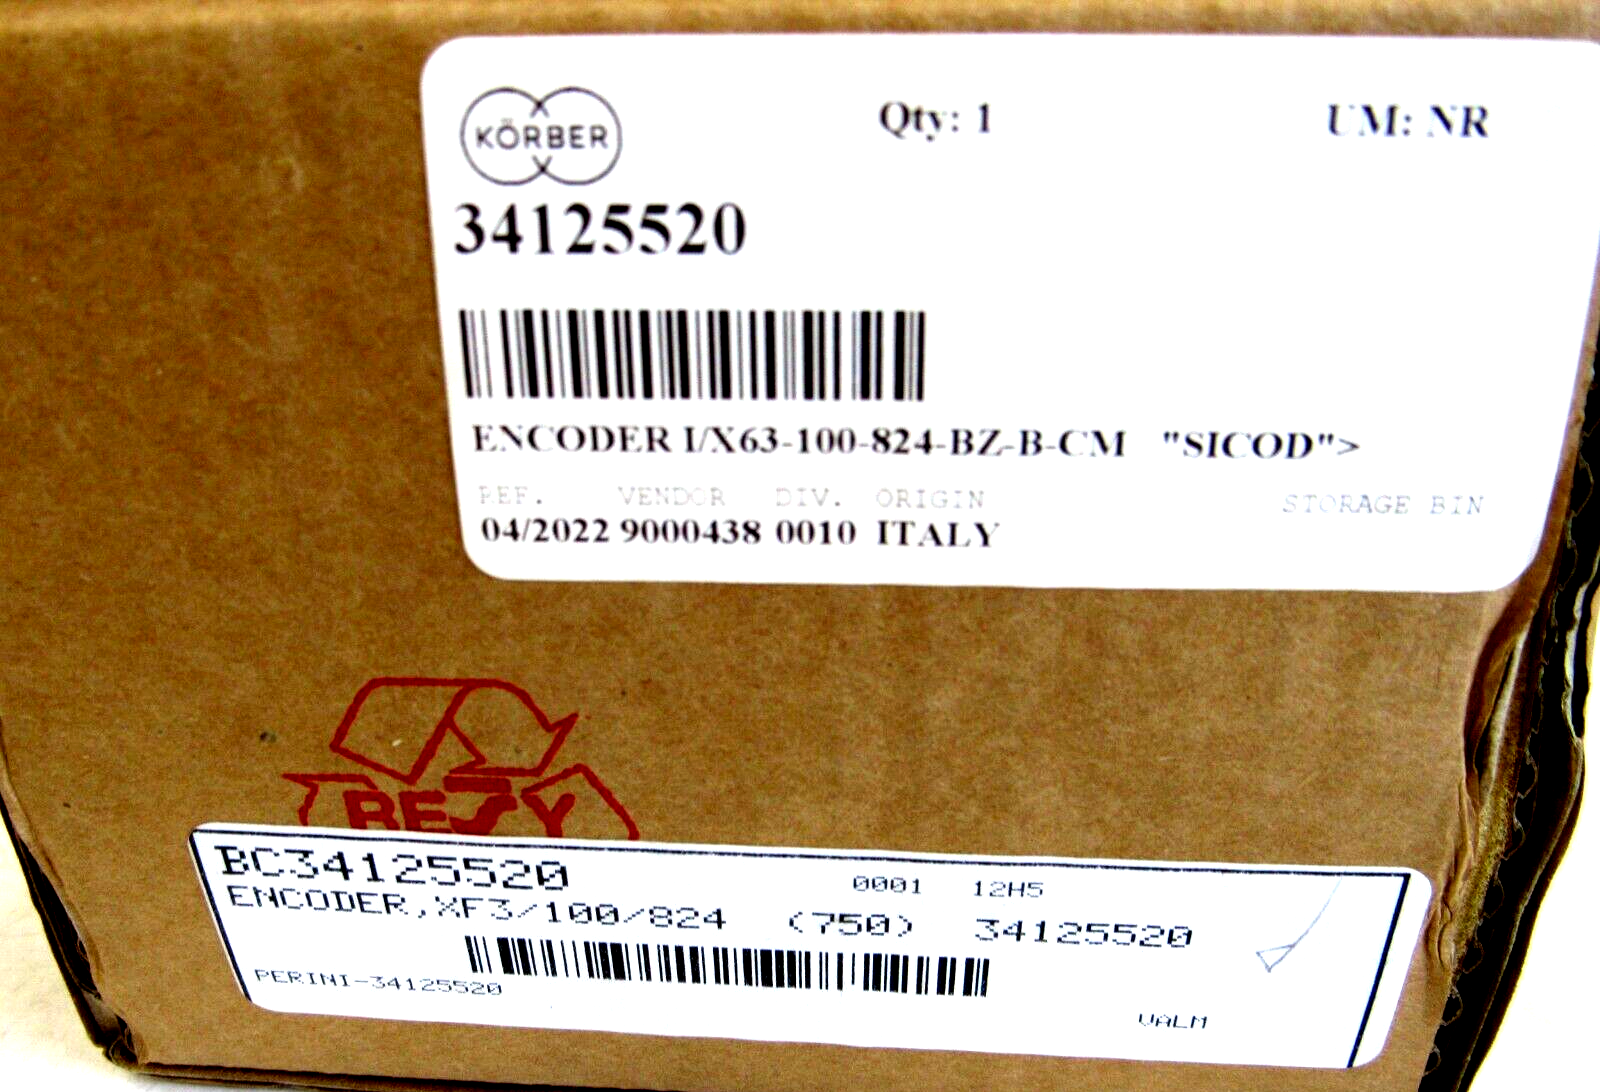 KÖRBER
Qty: 1 UM: NR
34125520
ENCODER I/X63-100-824-BZ-B-CM "SICOD">
REF. VENDOR DIV. ORIGIN STORAGE BIN
04/2022 9000438 0010 ITALY
RESY
BC34125520 0001 12H5
ENCODER,XF3/100/824 (750) 34125520
PERINI-34125520
VALM